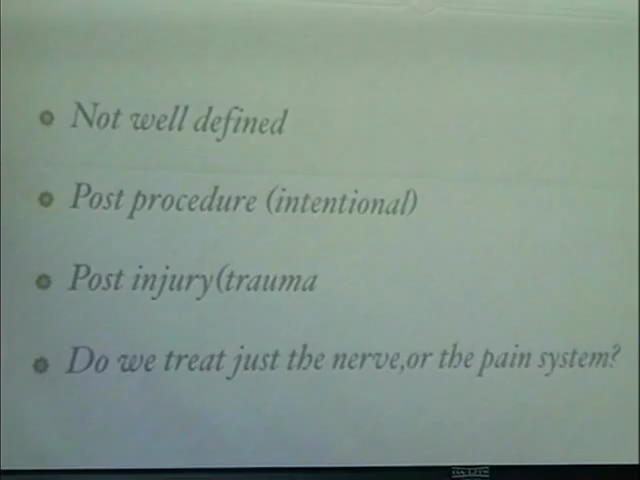 Not well defined
Post procedure (intentional)
Post injury(trauma
Do we treat just the nerve,or the pain system?